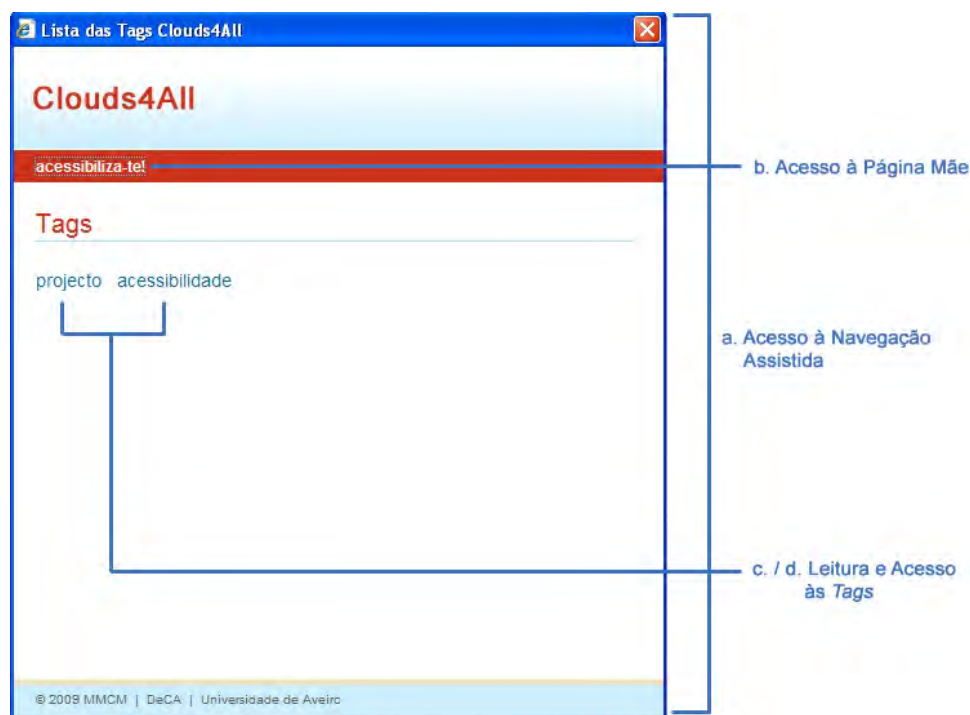 Lista das Tags Clouds4All
Clouds4All
acessibiliza-te!
b. Acesso à Página Mãe
Tags
projecto acessibilidade
a. Acesso à Navegação
Assistida
c. / d. Leitura e Acesso
às Tags
© 2009 MMCM | DeCA | Universidade de Aveiro